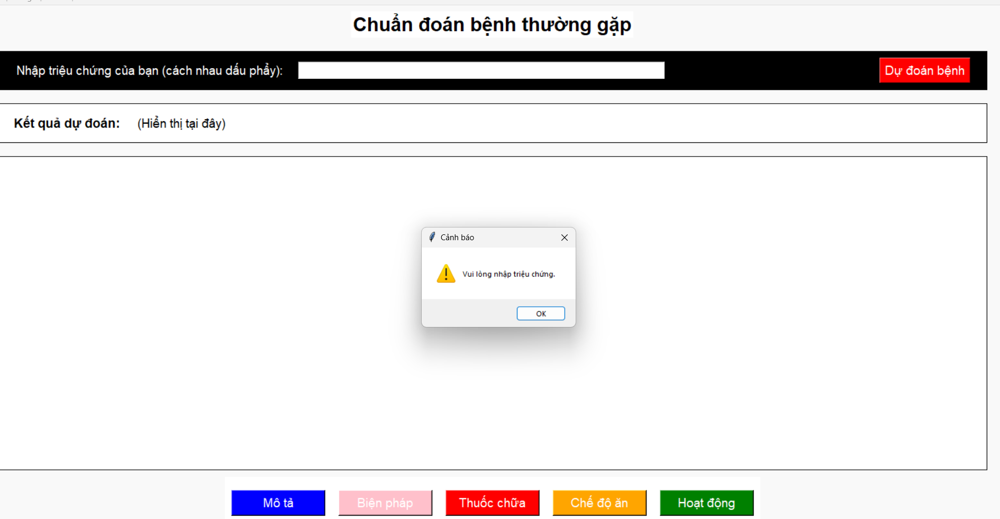 Chuẩn đoán bệnh thường gặp
Nhập triệu chứng của bạn (cách nhau dấu phẩy):
Dự đoán bệnh
Kết quả dự đoán: (Hiển thị tại đây)
Cảnh báo
Vui lòng nhập triệu chứng.
OK
Mô tả
Biện pháp
Thuốc chữa
Chế độ ăn
Hoạt động